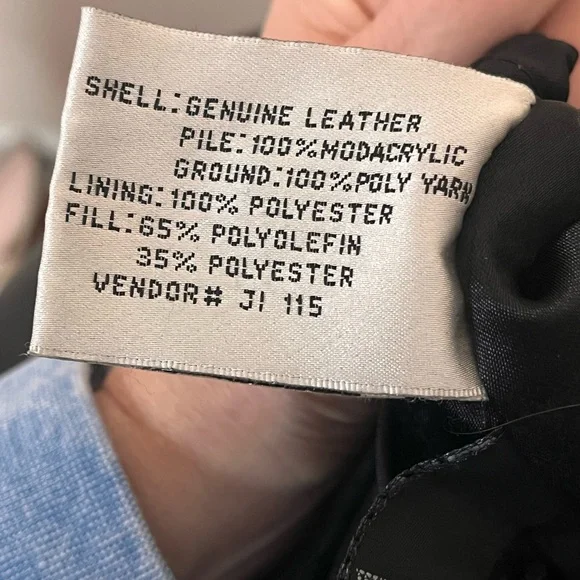 SHELL: GENUINE LEATHER
PILE: 100% MODACRYLIC
GROUND: 100% POLY YARN
LINING: 100% POLYESTER
FILL: 65% POLYOLEFIN
35% POLYESTER
VENDOR# JI 115